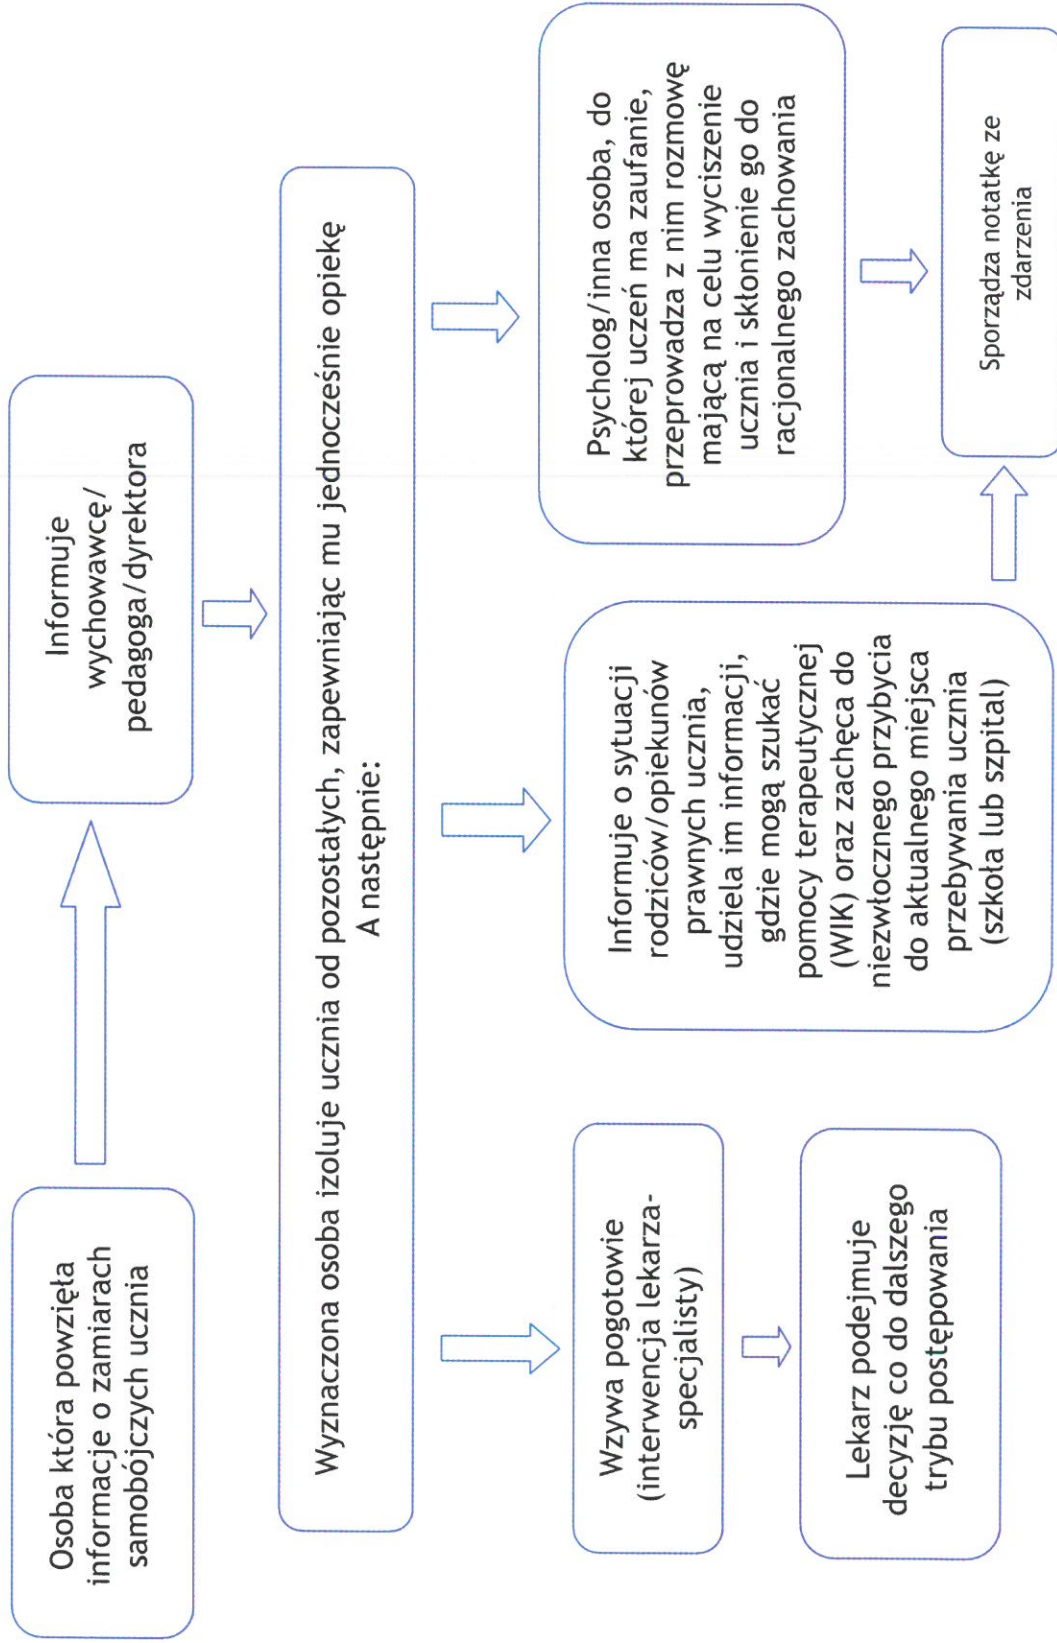 Osoba która powzięła
informacje o zamiarach
samobójczych ucznia
Informuje
wychowawcę/
pedagoga/dyrektora
Wyznaczona osoba izoluje ucznia od pozostałych, zapewniając mu jednocześnie opiekę
A następnie:
Wzywa pogotowie
(interwencja lekarza-
specjalisty)
Lekarz podejmuje
decyzję co do dalszego
trybu postępowania
Informuje o sytuacji
rodziców/opiekunów
prawnych ucznia,
udziela im informacji,
gdzie mogą szukać
pomocy terapeutycznej
(WIK) oraz zachęca do
niezwłocznego przybycia
do aktualnego miejsca
przebywania ucznia
(szkoła lub szpital)
Psycholog/inna osoba, do
której uczeń ma zaufanie,
przeprowadza z nim rozmowę
mającą na celu wyciszenie
ucznia i skłonienie go do
racjonalnego zachowania
Sporządza notatkę ze
zdarzenia